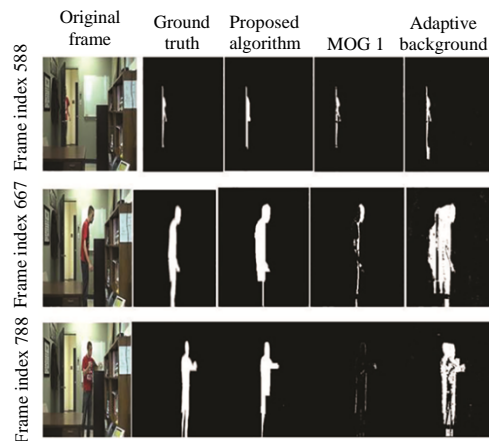 Original frame
Ground truth
Proposed algorithm
MOG 1
Adaptive background
Frame index 588
Frame index 667
Frame index 788